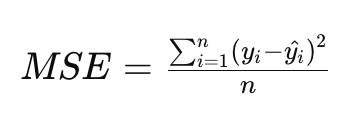 MSE = \frac{\sum_{i=1}^{n}(y_i - \hat{y}_i)^2}{n}